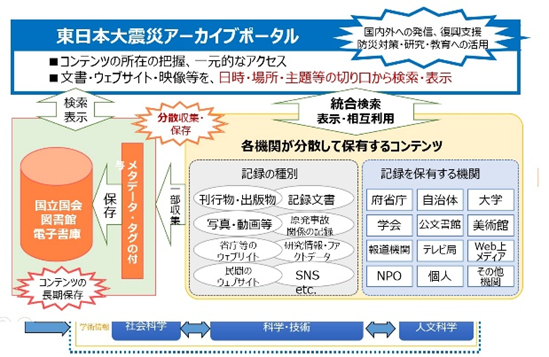 東日本大震災アーカイブポータル
国内外への発信、復興支援
防災対策・研究・教育への活用
■コンテンツの所在の把握、一元的なアクセス
■文書・ウェブサイト・映像等を、日時・場所・主題等の切り口から検索・表示
検索
表示
分散収集・
保存
統合検索
表示・相互利用
各機関が分散して保有するコンテンツ
国立国会
図書館
電子書庫
保存
メタデータ・タグの付
与
一部収集
コンテンツの
長期保存
記録の種別
刊行物・出版物
記録文書
写真・動画等
原発事故
関係の記録
省庁等の
ウェブサイト
研究情報・ファ
クトデータ
民間の
ウェブサイト
SNS
etc.
記録を保有する機関
府省庁
自治体
大学
学会
公文書館
美術館
報道機関
テレビ局
Web上
メディア
NPO
個人
その他
機関
学術情報
社会科学
科学・技術
人文科学